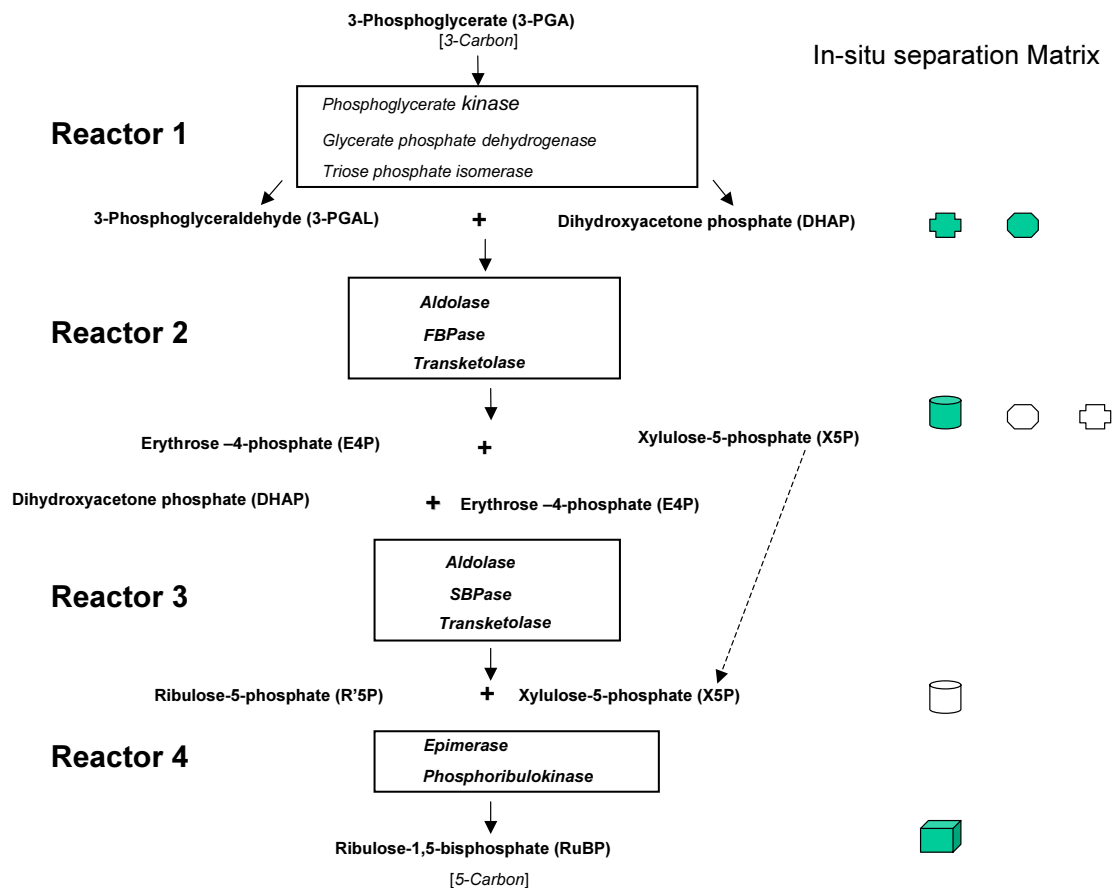 3-Phosphoglycerate (3-PGA)
[3-Carbon]
In-situ separation Matrix
Reactor 1
Phosphoglycerate kinase
Glycerate phosphate dehydrogenase
Triose phosphate isomerase
3-Phosphoglyceraldehyde (3-PGAL) + Dihydroxyacetone phosphate (DHAP)
Reactor 2
Aldolase
FBPase
Transketolase
Erythrose –4-phosphate (E4P) + Xylulose-5-phosphate (X5P)
Dihydroxyacetone phosphate (DHAP) + Erythrose –4-phosphate (E4P)
Reactor 3
Aldolase
SBPase
Transketolase
Ribulose-5-phosphate (R'5P) + Xylulose-5-phosphate (X5P)
Reactor 4
Epimerase
Phosphoribulokinase
Ribulose-1,5-bisphosphate (RuBP)
[5-Carbon]